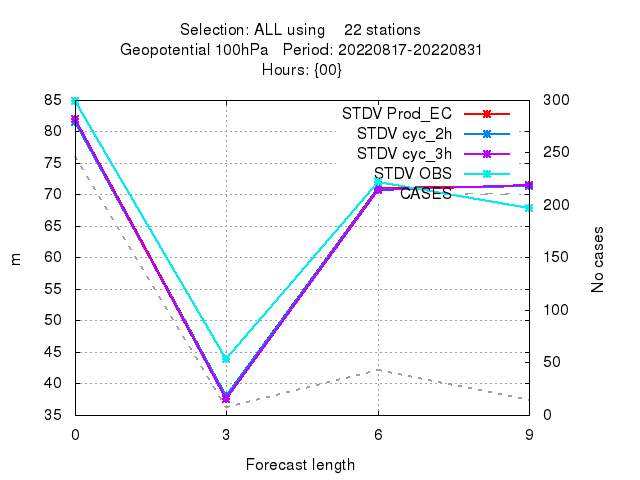 Selection: ALL using    22 stations
Geopotential 100hPa   Period: 20220817-20220831
Hours: {00}
85
80
75
70
65
60
55
50
45
40
35
300
250
200
150
100
50
0
m
No cases
STDV Prod_EC
STDV cyc_2h
STDV cyc_3h
STDV OBS
CASES
0
3
6
9
Forecast length